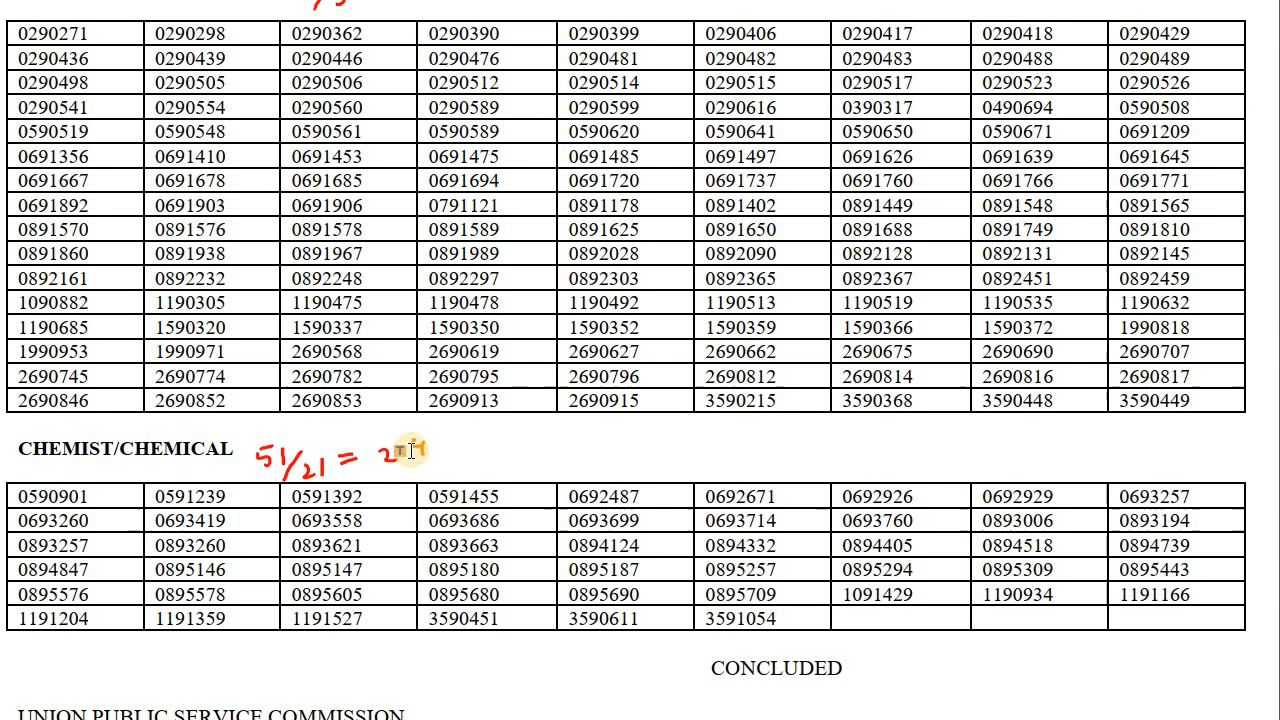 0290271 0290298 0290362 0290390 0290399 0290406 0290417 0290418 0290429
0290436 0290439 0290446 0290476 0290481 0290482 0290483 0290488 0290489
0290498 0290505 0290506 0290512 0290514 0290515 0290517 0290523 0290526
0290541 0290554 0290560 0290589 0290599 0290616 0390317 0490694 0590508
0590519 0590548 0590561 0590589 0590620 0590641 0590650 0590671 0691209
0691356 0691410 0691453 0691475 0691485 0691497 0691626 0691639 0691645
0691667 0691678 0691685 0691694 0691720 0691737 0691760 0691766 0691771
0691892 0691903 0691906 0791121 0891178 0891402 0891449 0891548 0891565
0891570 0891576 0891578 0891589 0891625 0891650 0891688 0891749 0891810
0891860 0891938 0891967 0891989 0892028 0892090 0892128 0892131 0892145
0892161 0892232 0892248 0892297 0892303 0892365 0892367 0892451 0892459
1090882 1190305 1190475 1190478 1190492 1190513 1190519 1190535 1190632
1190685 1590320 1590337 1590350 1590352 1590359 1590366 1590372 1990818
1990953 1990971 2690568 2690619 2690627 2690662 2690675 2690690 2690707
2690745 2690774 2690782 2690795 2690796 2690812 2690814 2690816 2690817
2690846 2690852 2690853 2690913 2690915 3590215 3590368 3590448 3590449
CHEMIST/CHEMICAL 51/21 = 2
0590901 0591239 0591392 0591455 0692487 0692671 0692926 0692929 0693257
0693260 0693419 0693558 0693686 0693699 0693714 0693760 0893006 0893194
0893257 0893260 0893621 0893663 0894124 0894332 0894405 0894518 0894739
0894847 0895146 0895147 0895180 0895187 0895257 0895294 0895309 0895443
0895576 0895578 0895605 0895680 0895690 0895709 1091429 1190934 1191166
1191204 1191359 1191527 3590451 3590611 3591054
CONCLUDED
UNION PUBLIC SERVICE COMMISSION